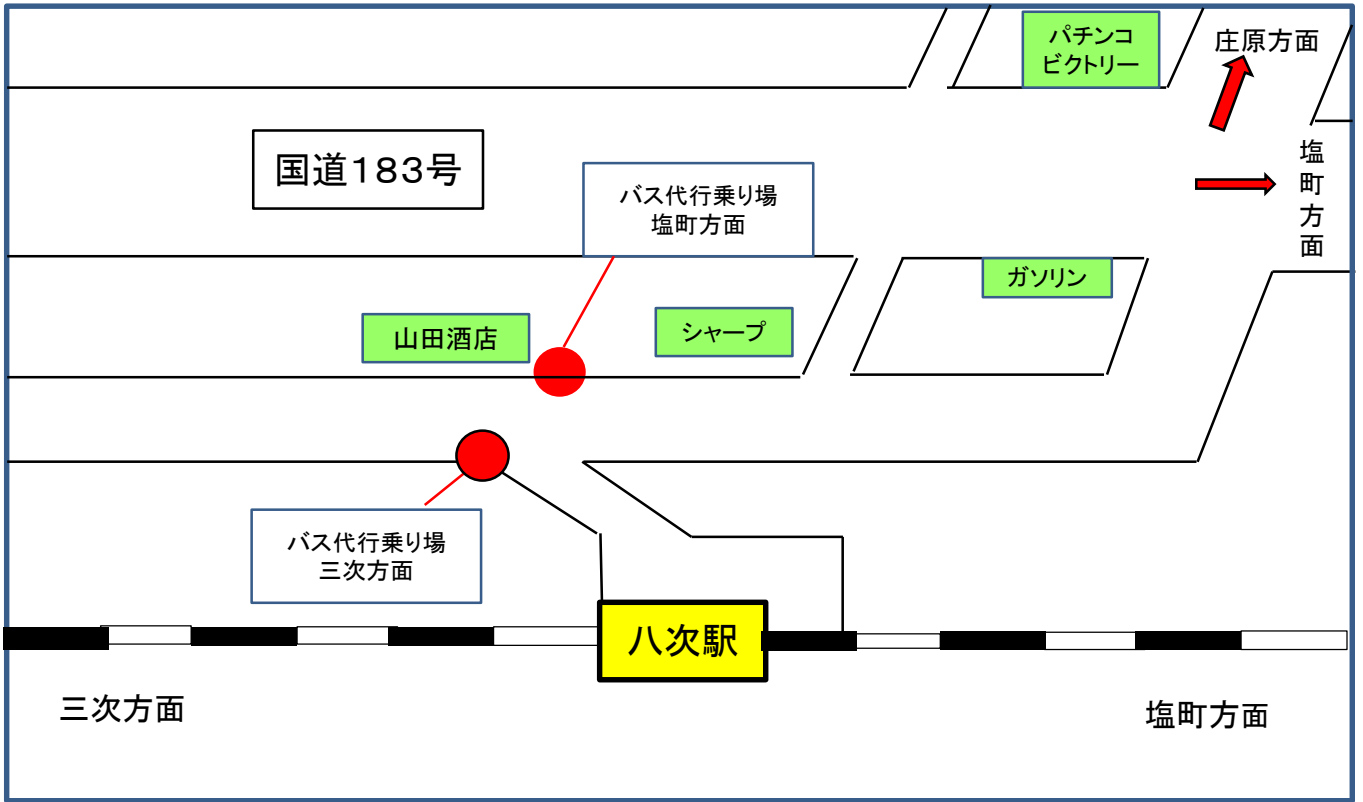 パチンコ
ビクトリー
庄原方面
国道183号
塩町方面
バス代行乗り場
塩町方面
ガソリン
山田酒店
シャープ
バス代行乗り場
三次方面
八次駅
三次方面
塩町方面